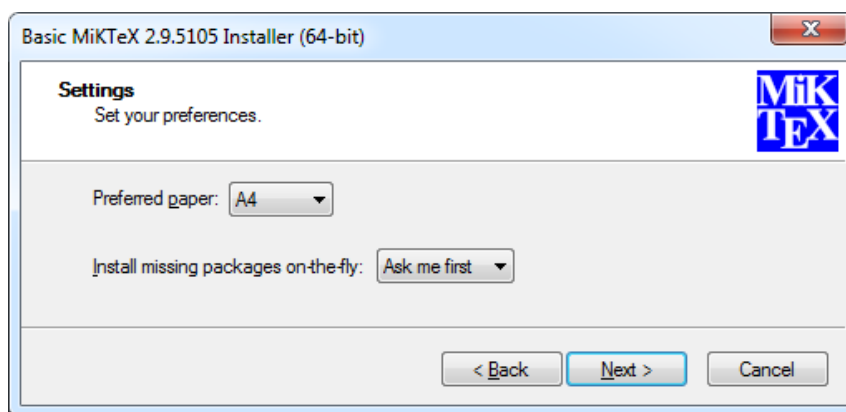 Basic MiKTeX 2.9.5105 Installer (64-bit)
Settings
Set your preferences.
MiK
TEX
Preferred paper: A4
Install missing packages on-the-fly: Ask me first
< Back Next > Cancel